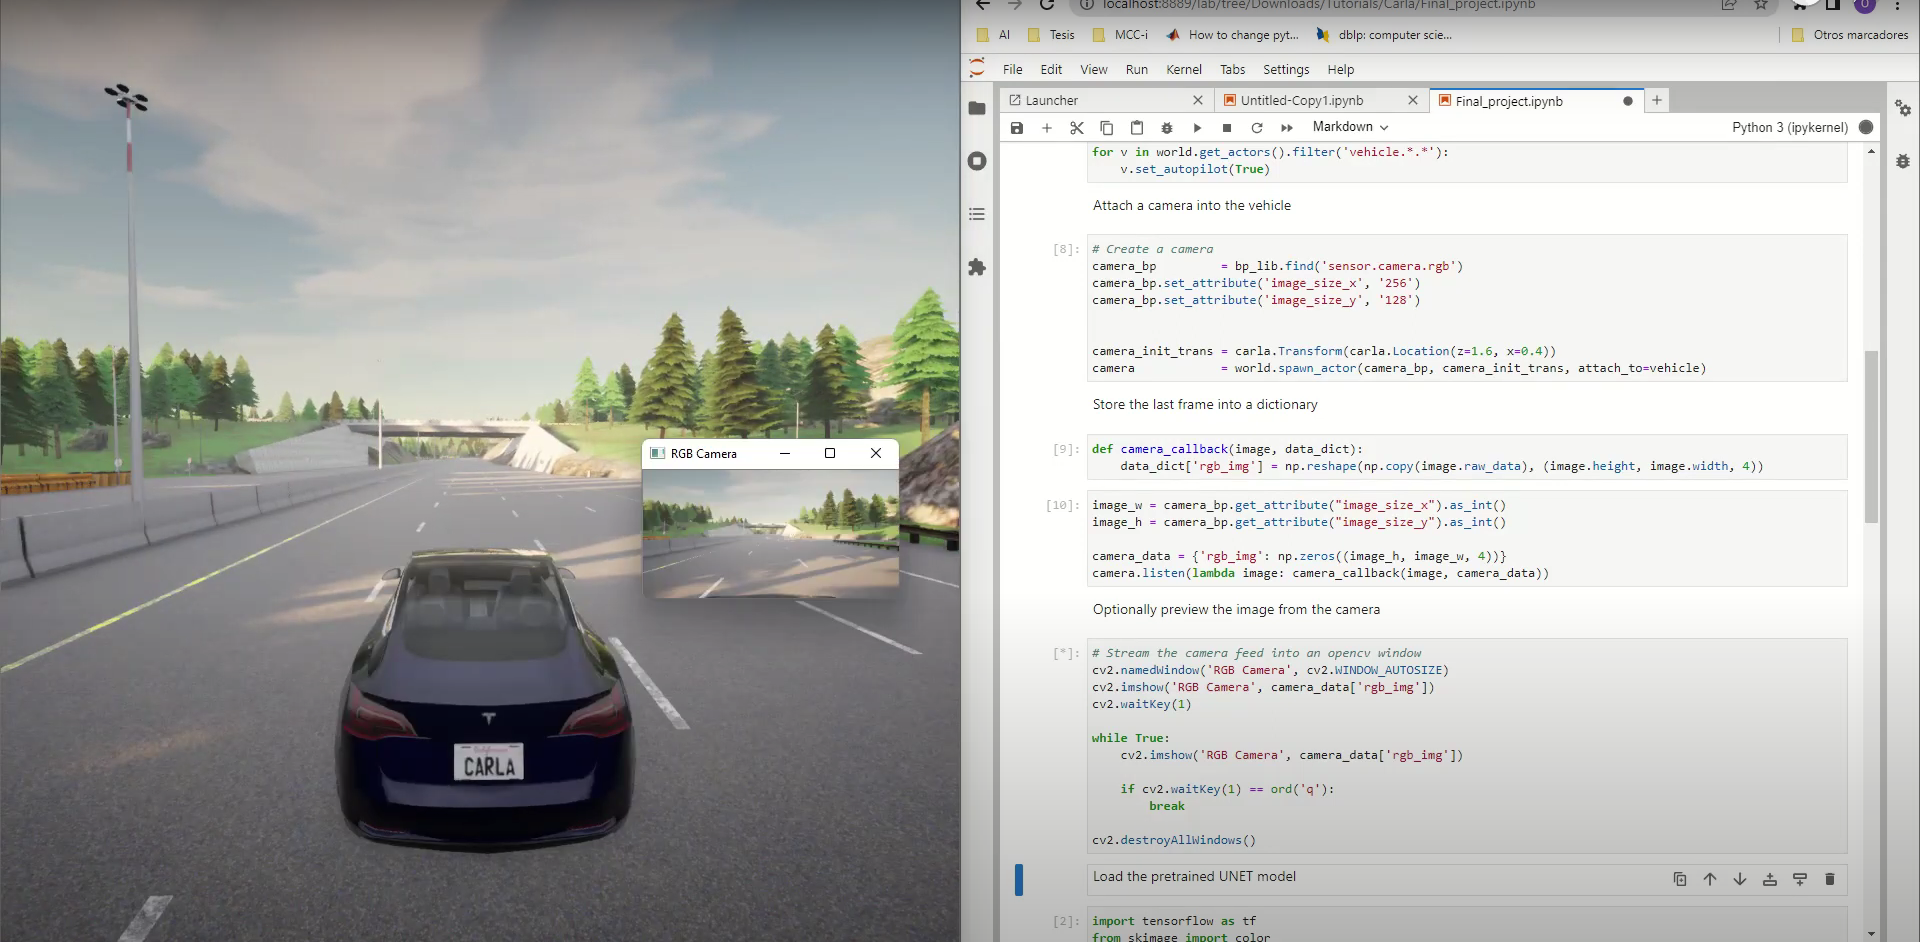 CARLA
RGB Camera
localhost:8889/lab/tree/Downloads/Tutorials/Carla/Final_project.ipynb
AI
Tesis
MCC-i
How to change pyt...
dblp: computer scie...
Otros marcadores
File Edit View Run Kernel Tabs Settings Help
Launcher
Untitled-Copy1.ipynb
Final_project.ipynb
Markdown
Python 3 (ipykernel)
for v in world.get_actors().filter('vehicle.*.*'):
v.set_autopilot(True)
Attach a camera into the vehicle
[8]:
# Create a camera
camera_bp = bp_lib.find('sensor.camera.rgb')
camera_bp.set_attribute('image_size_x', '256')
camera_bp.set_attribute('image_size_y', '128')
camera_init_trans = carla.Transform(carla.Location(z=1.6, x=0.4))
camera = world.spawn_actor(camera_bp, camera_init_trans, attach_to=vehicle)
Store the last frame into a dictionary
[9]:
def camera_callback(image, data_dict):
data_dict['rgb_img'] = np.reshape(np.copy(image.raw_data), (image.height, image.width, 4))
[10]:
image_w = camera_bp.get_attribute("image_size_x").as_int()
image_h = camera_bp.get_attribute("image_size_y").as_int()
camera_data = {'rgb_img': np.zeros((image_h, image_w, 4))}
camera.listen(lambda image: camera_callback(image, camera_data))
Optionally preview the image from the camera
[*]:
# Stream the camera feed into an opencv window
cv2.namedWindow('RGB Camera', cv2.WINDOW_AUTOSIZE)
cv2.imshow('RGB Camera', camera_data['rgb_img'])
cv2.waitKey(1)
while True:
cv2.imshow('RGB Camera', camera_data['rgb_img'])
if cv2.waitKey(1) == ord('q'):
break
cv2.destroyAllWindows()
Load the pretrained UNET model
[2]:
import tensorflow as tf
from skimage import color